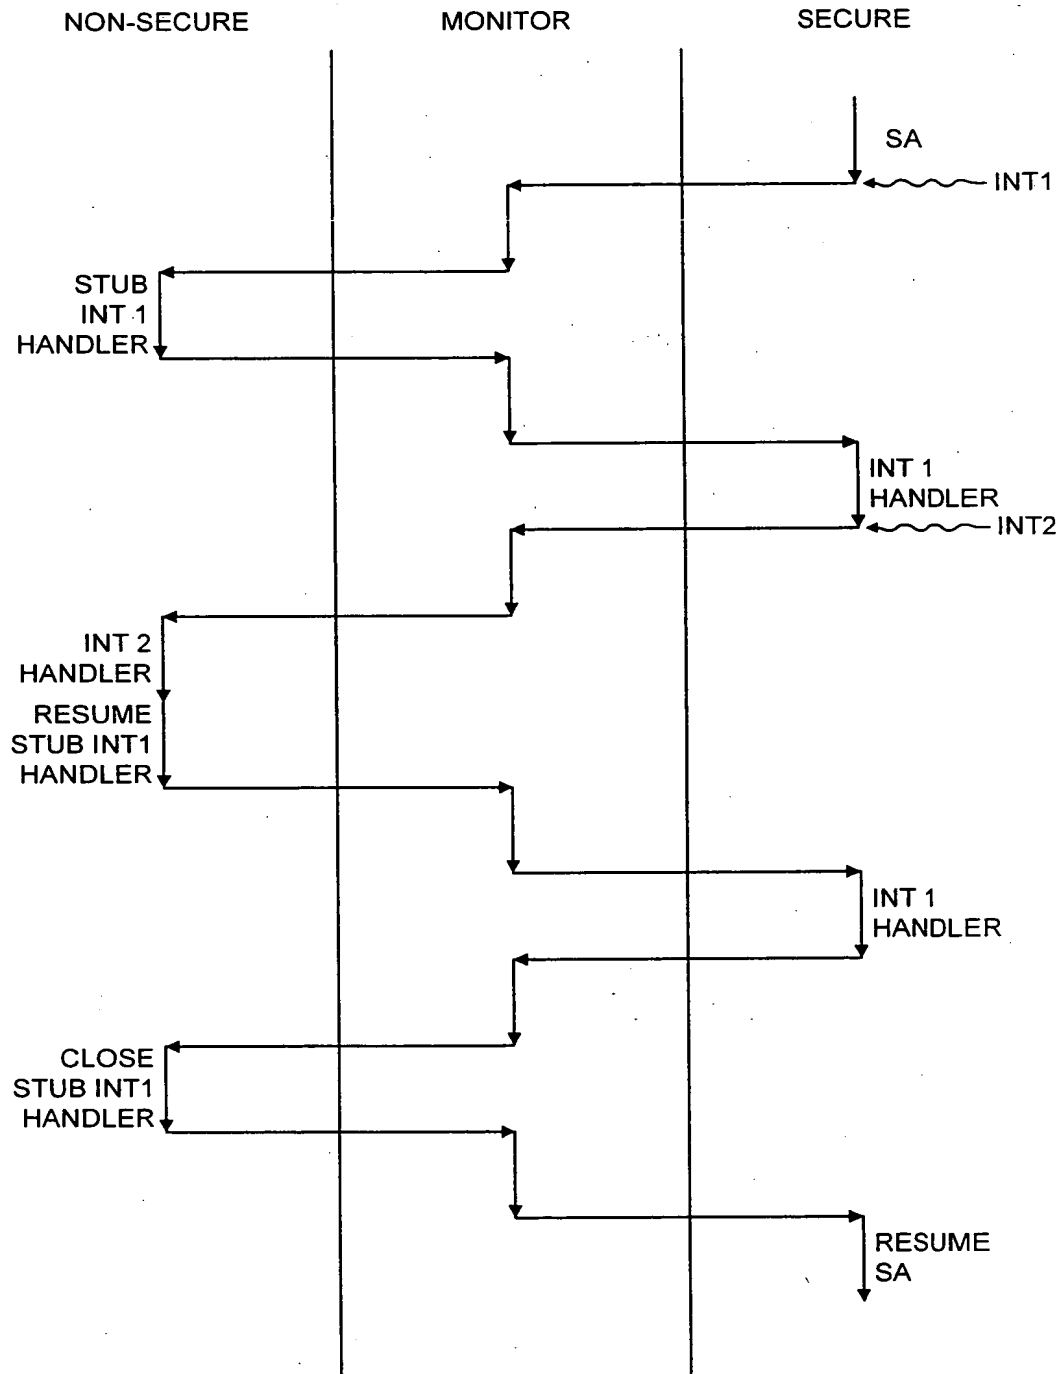 NON-SECURE
MONITOR
SECURE
SA
INT1
STUB
INT 1
HANDLER
INT 1
HANDLER
INT2
INT 2
HANDLER
RESUME
STUB INT1
HANDLER
INT 1
HANDLER
CLOSE
STUB INT1
HANDLER
RESUME
SA